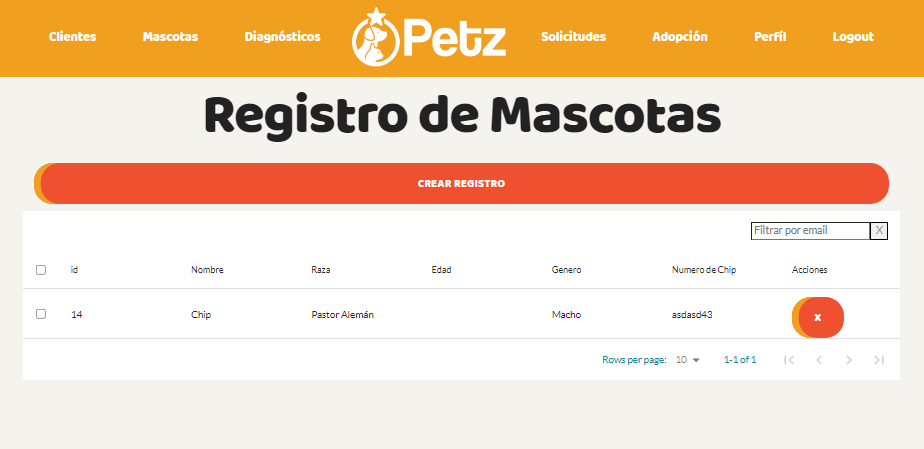 Clientes Mascotas Diagnósticos Petz Solicitudes Adopción Perfíl Logout
Registro de Mascotas
CREAR REGISTRO
Filtrar por email X
id Nombre Raza Edad Genero Numero de Chip Acciones
14 Chip Pastor Alemán Macho asdasd43 x
Rows per page: 10 1-1 of 1